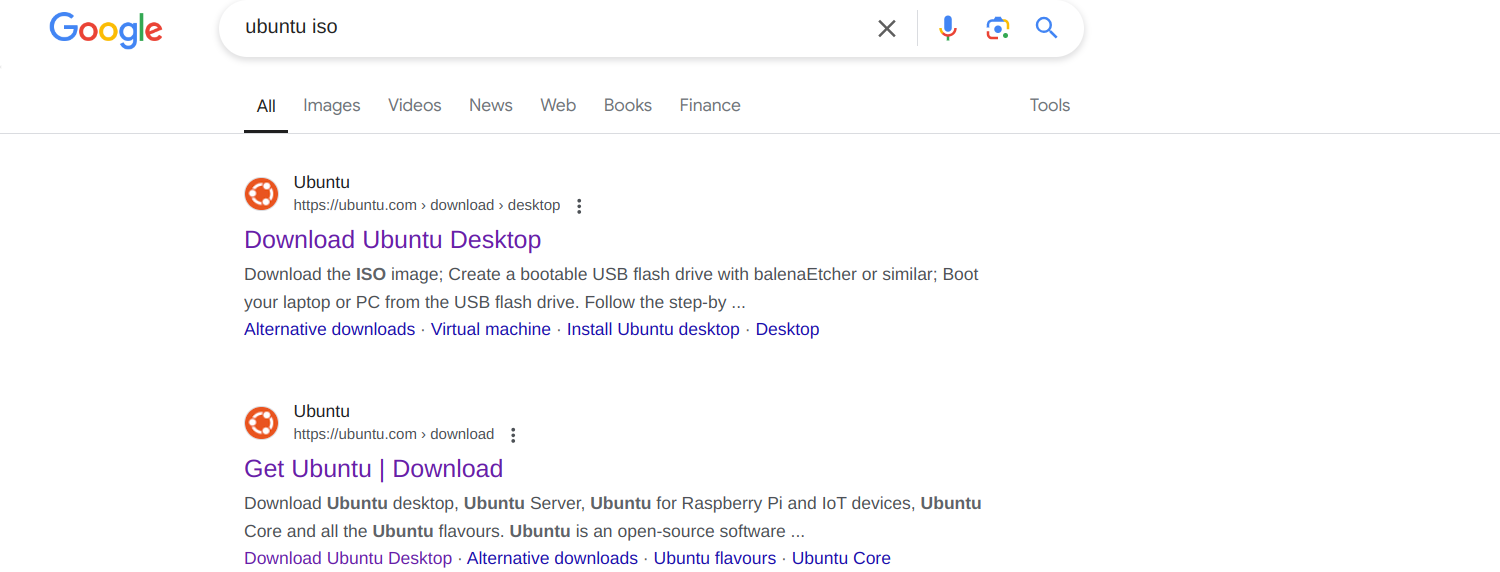 Google
ubuntu iso
All Images Videos News Web Books Finance Tools
Ubuntu
https://ubuntu.com › download › desktop
Download Ubuntu Desktop
Download the ISO image; Create a bootable USB flash drive with balenaEtcher or similar; Boot
your laptop or PC from the USB flash drive. Follow the step-by ...
Alternative downloads · Virtual machine · Install Ubuntu desktop · Desktop
Ubuntu
https://ubuntu.com › download
Get Ubuntu | Download
Download Ubuntu desktop, Ubuntu Server, Ubuntu for Raspberry Pi and IoT devices, Ubuntu
Core and all the Ubuntu flavours. Ubuntu is an open-source software ...
Download Ubuntu Desktop · Alternative downloads · Ubuntu flavours · Ubuntu Core